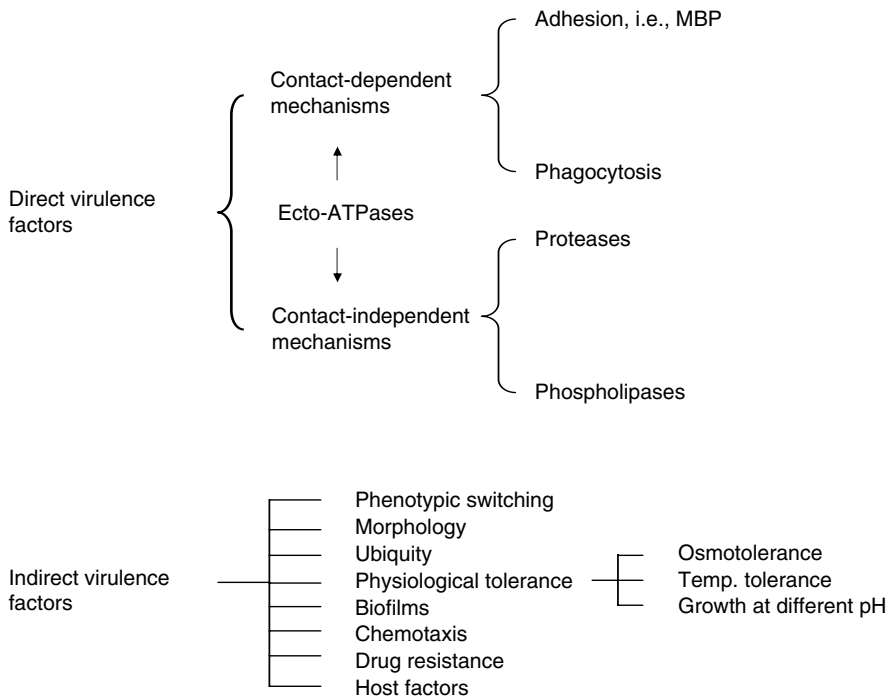 Adhesion, i.e., MBP
Contact-dependent
mechanisms
Phagocytosis
Direct virulence
factors
Ecto-ATPases
Proteases
Contact-independent
mechanisms
Phospholipases
Phenotypic switching
Morphology
Ubiquity
Osmotolerance
Indirect virulence
factors
Physiological tolerance
Temp. tolerance
Biofilms
Growth at different pH
Chemotaxis
Drug resistance
Host factors